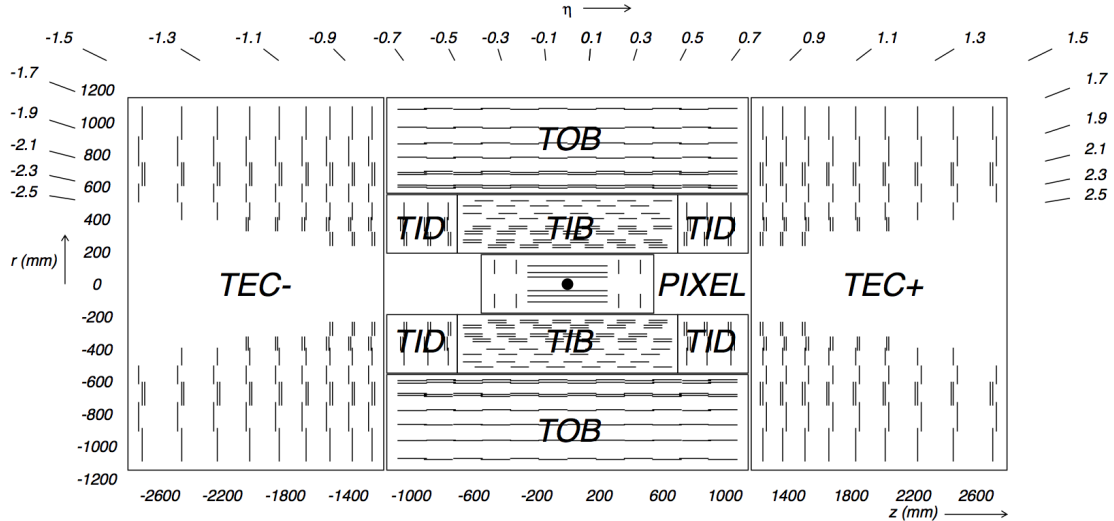 η
-1.5 -1.3 -1.1 -0.9 -0.7 -0.5 -0.3 -0.1 0.1 0.3 0.5 0.7 0.9 1.1 1.3 1.5
-1.7 1.7
1200
-1.9 1000 1.9
TOB
-2.1 800 2.1
-2.3 600 2.3
-2.5 2.5
400
TID TIB TID
200
r (mm)
0
TEC- PIXEL TEC+
-200
TID TIB TID
-400
-600
-800
TOB
-1000
-1200
-2600 -2200 -1800 -1400 -1000 -600 -200 200 600 1000 1400 1800 2200 2600
z (mm)